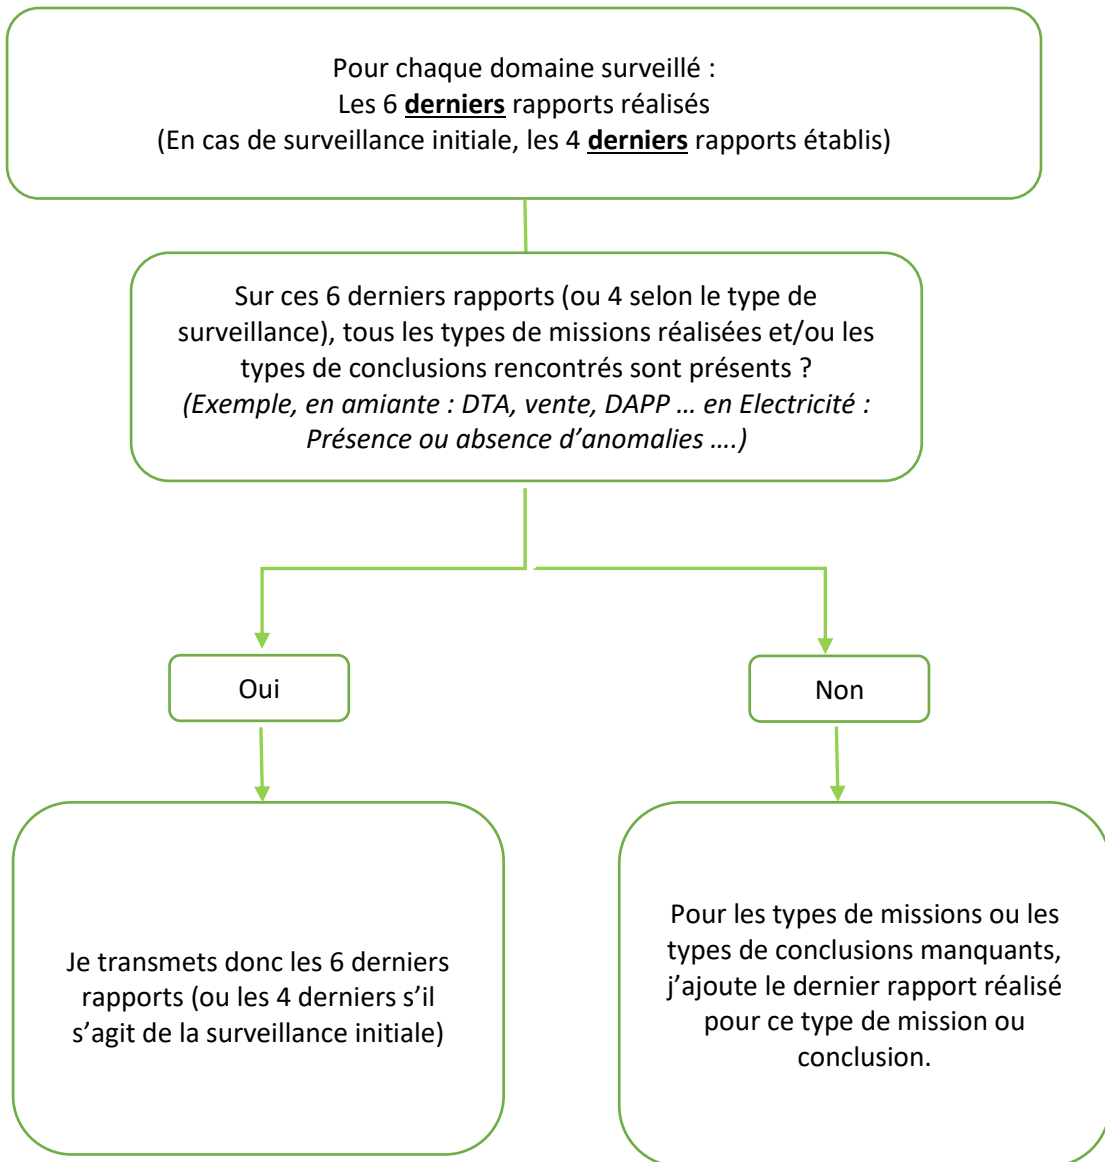 Pour chaque domaine surveillé :
Les 6 derniers rapports réalisés
(En cas de surveillance initiale, les 4 derniers rapports établis)
Sur ces 6 derniers rapports (ou 4 selon le type de
surveillance), tous les types de missions réalisées et/ou les
types de conclusions rencontrés sont présents ?
(Exemple, en amiante : DTA, vente, DAPP … en Electricité :
Présence ou absence d’anomalies ….)
Oui
Non
Je transmets donc les 6 derniers
rapports (ou les 4 derniers s’il
s’agit de la surveillance initiale)
Pour les types de missions ou les
types de conclusions manquants,
j’ajoute le dernier rapport réalisé
pour ce type de mission ou
conclusion.